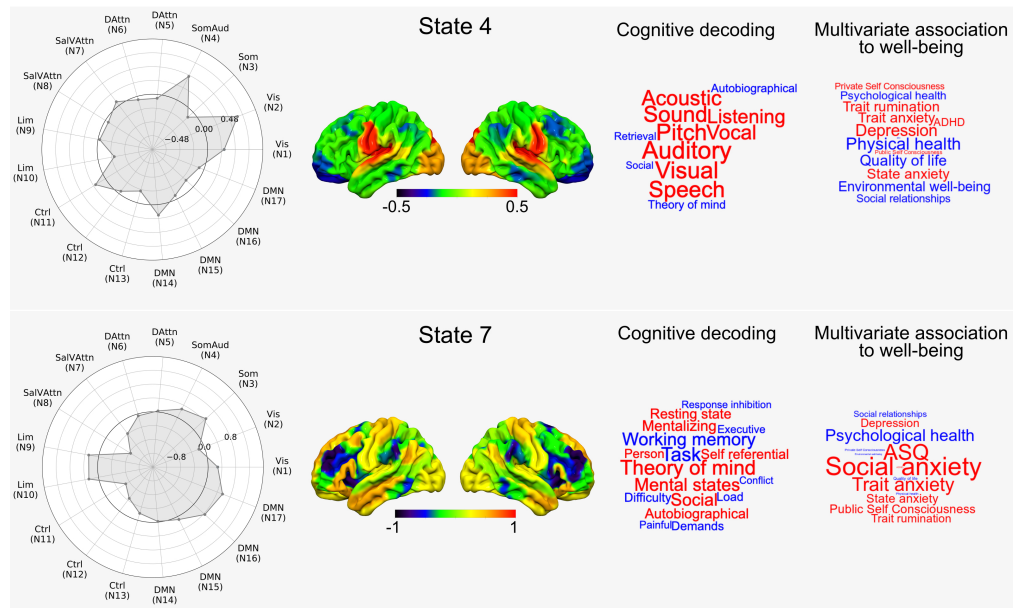 State 4
Cognitive decoding
Multivariate association
to well-being
DAttn
(N5)
DAttn
(N6)
SomAud
(N4)
SalVAttn
(N7)
Som
(N3)
SalVAttn
(N8)
Vis
(N2)
Lim
(N9)
0.48
0.00
−0.48
Vis
(N1)
Lim
(N10)
DMN
(N17)
Ctrl
(N11)
DMN
(N16)
Ctrl
(N12)
DMN
(N15)
Ctrl
(N13)
DMN
(N14)
-0.5
0.5
Autobiographical
Acoustic
Sound Listening
Retrieval Pitch Vocal
Auditory
Social Visual
Speech
Theory of mind
Private Self Consciousness
Psychological health
Trait rumination
Trait anxiety ADHD
Depression
Physical health
Public Self Consciousness
Quality of life
State anxiety
Environmental well-being
Social relationships
State 7
Cognitive decoding
Multivariate association
to well-being
DAttn
(N5)
DAttn
(N6)
SomAud
(N4)
SalVAttn
(N7)
Som
(N3)
SalVAttn
(N8)
Vis
(N2)
Lim
(N9)
0.8
0.0
−0.8
Vis
(N1)
Lim
(N10)
DMN
(N17)
Ctrl
(N11)
DMN
(N16)
Ctrl
(N12)
DMN
(N15)
Ctrl
(N13)
DMN
(N14)
-1
1
Response inhibition
Resting state
Mentalizing Executive
Working memory
Person Task Self referential
Theory of mind
Mental states Conflict
Difficulty Social Load
Autobiographical
Painful Demands
Social relationships
Depression
Psychological health
Private Self Consciousness
ASQ
Social anxiety
Quality of life
Trait anxiety
State anxiety
Public Self Consciousness
Trait rumination